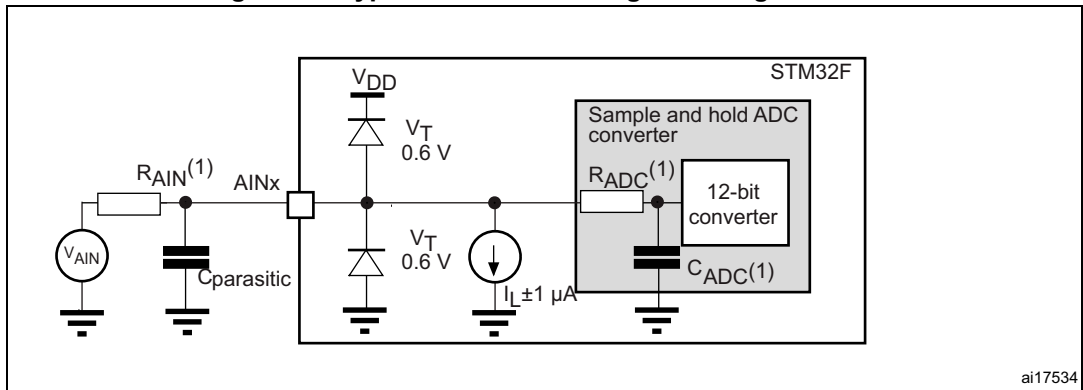 STM32F
VDD
Sample and hold ADC
converter
VT
0.6 V
RAIN(1)
AINx
RADC(1)
12-bit
converter
VAIN
Cparasitic
VT
0.6 V
IL±1 µA
CADC(1)
ai17534